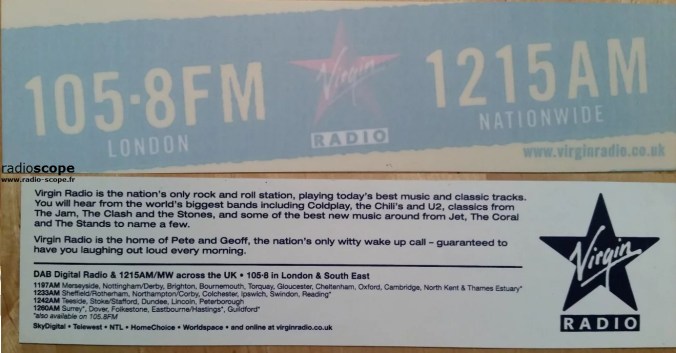 105·8FM
LONDON
Virgin
RADIO
1215AM
NATIONWIDE
www.virginradio.co.uk
radioscope
www.radio-scope.fr
Virgin Radio is the nation's only rock and roll station, playing today's best music and classic tracks.
You will hear from the world's biggest bands including Coldplay, the Chili's and U2, classics from
The Jam, The Clash and the Stones, and some of the best new music around from Jet, The Coral
and The Stands to name a few.
Virgin Radio is the home of Pete and Geoff, the nation's only witty wake up call – guaranteed to
have you laughing out loud every morning.
DAB Digital Radio & 1215AM/MW across the UK • 105·8 in London & South East
1197AM Merseyside, Nottingham/Derby, Brighton, Bournemouth, Torquay, Gloucester, Cheltenham, Oxford, Cambridge, North Kent & Thames Estuary*
1233AM Sheffield/Rotherham, Northampton/Corby, Colchester, Ipswich, Swindon, Reading*
1242AM Teeside, Stoke/Stafford, Dundee, Lincoln, Peterborough
1260AM Surrey*, Dover, Folkestone, Eastbourne/Hastings*, Guildford*
*also available on 105.8FM
SkyDigital • Telewest • NTL • HomeChoice • Worldspace • and online at virginradio.co.uk
Virgin
RADIO